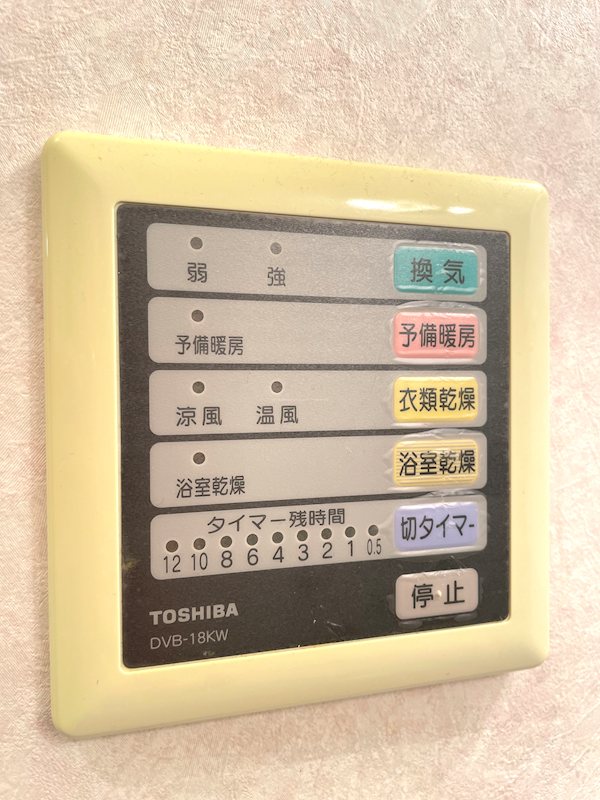 弱 強 換気
予備暖房 予備暖房
涼風 温風 衣類乾燥
浴室乾燥 浴室乾燥
タイマー残時間 切タイマー
12 10 8 6 4 3 2 1 0.5
停止
TOSHIBA
DVB-18KW